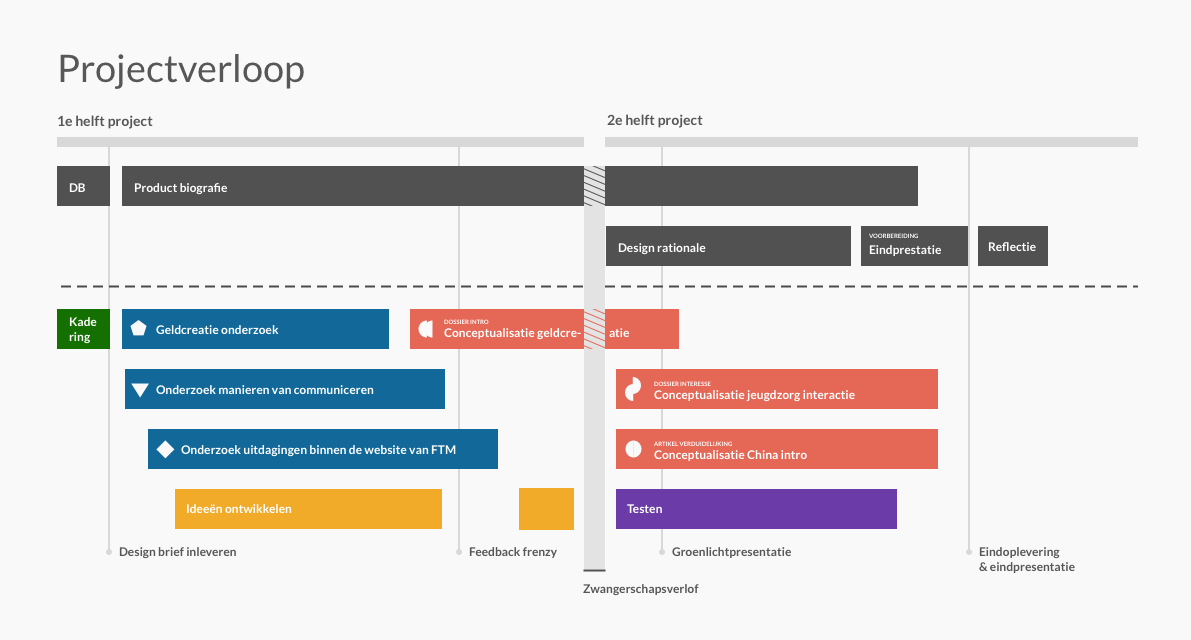 Projectverloop
1e helft project
2e helft project
DB
Product biografie
Design rationale
VOORBEREIDING
Eindprestatie
Reflectie
Kade
ring
Geldcreatie onderzoek
DOSSIER INTRO
Conceptualisatie geldcre- atie
Onderzoek manieren van communiceren
DOSSIER INTERESSE
Conceptualisatie jeugdzorg interactie
Onderzoek uitdagingen binnen de website van FTM
ARTIKEL VERDUIDELIJKING
Conceptualisatie China intro
Ideeën ontwikkelen
Testen
Design brief inleveren
Feedback frenzy
Groenlichtpresentatie
Eindoplevering
& eindpresentatie
Zwangerschapsverlof